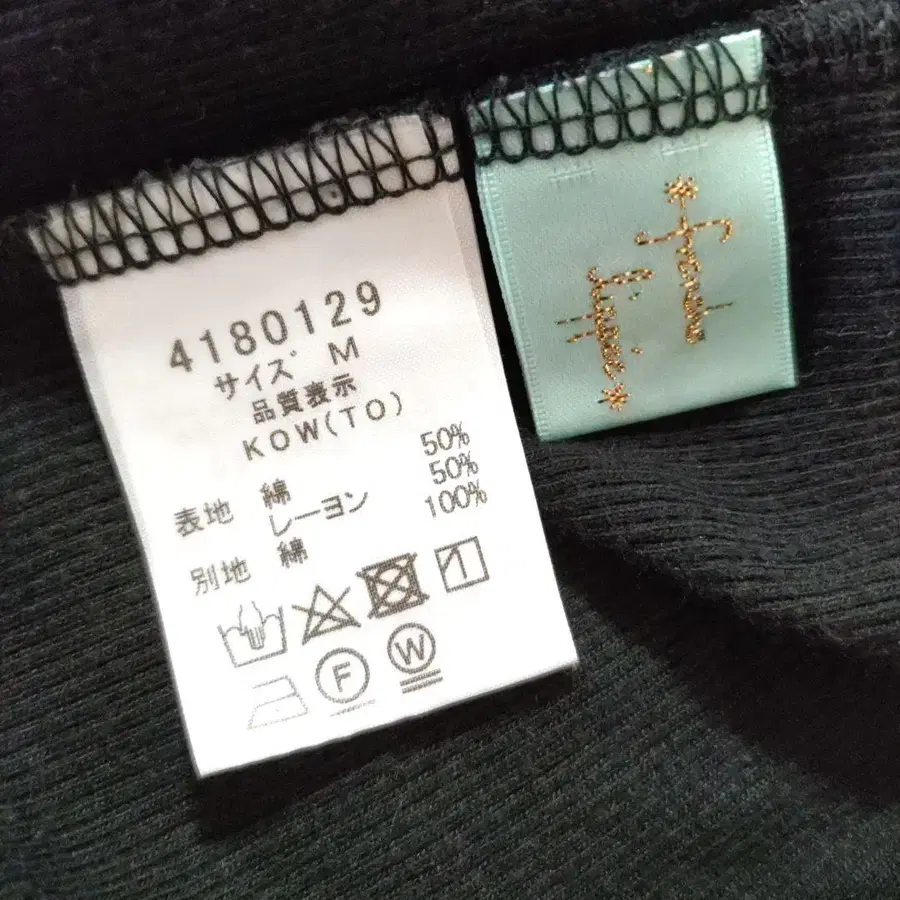 4180129
サイズ M
品質表示
KOW(TO)
表地 綿 50%
レーヨン 50%
別地 綿 100%
F
W